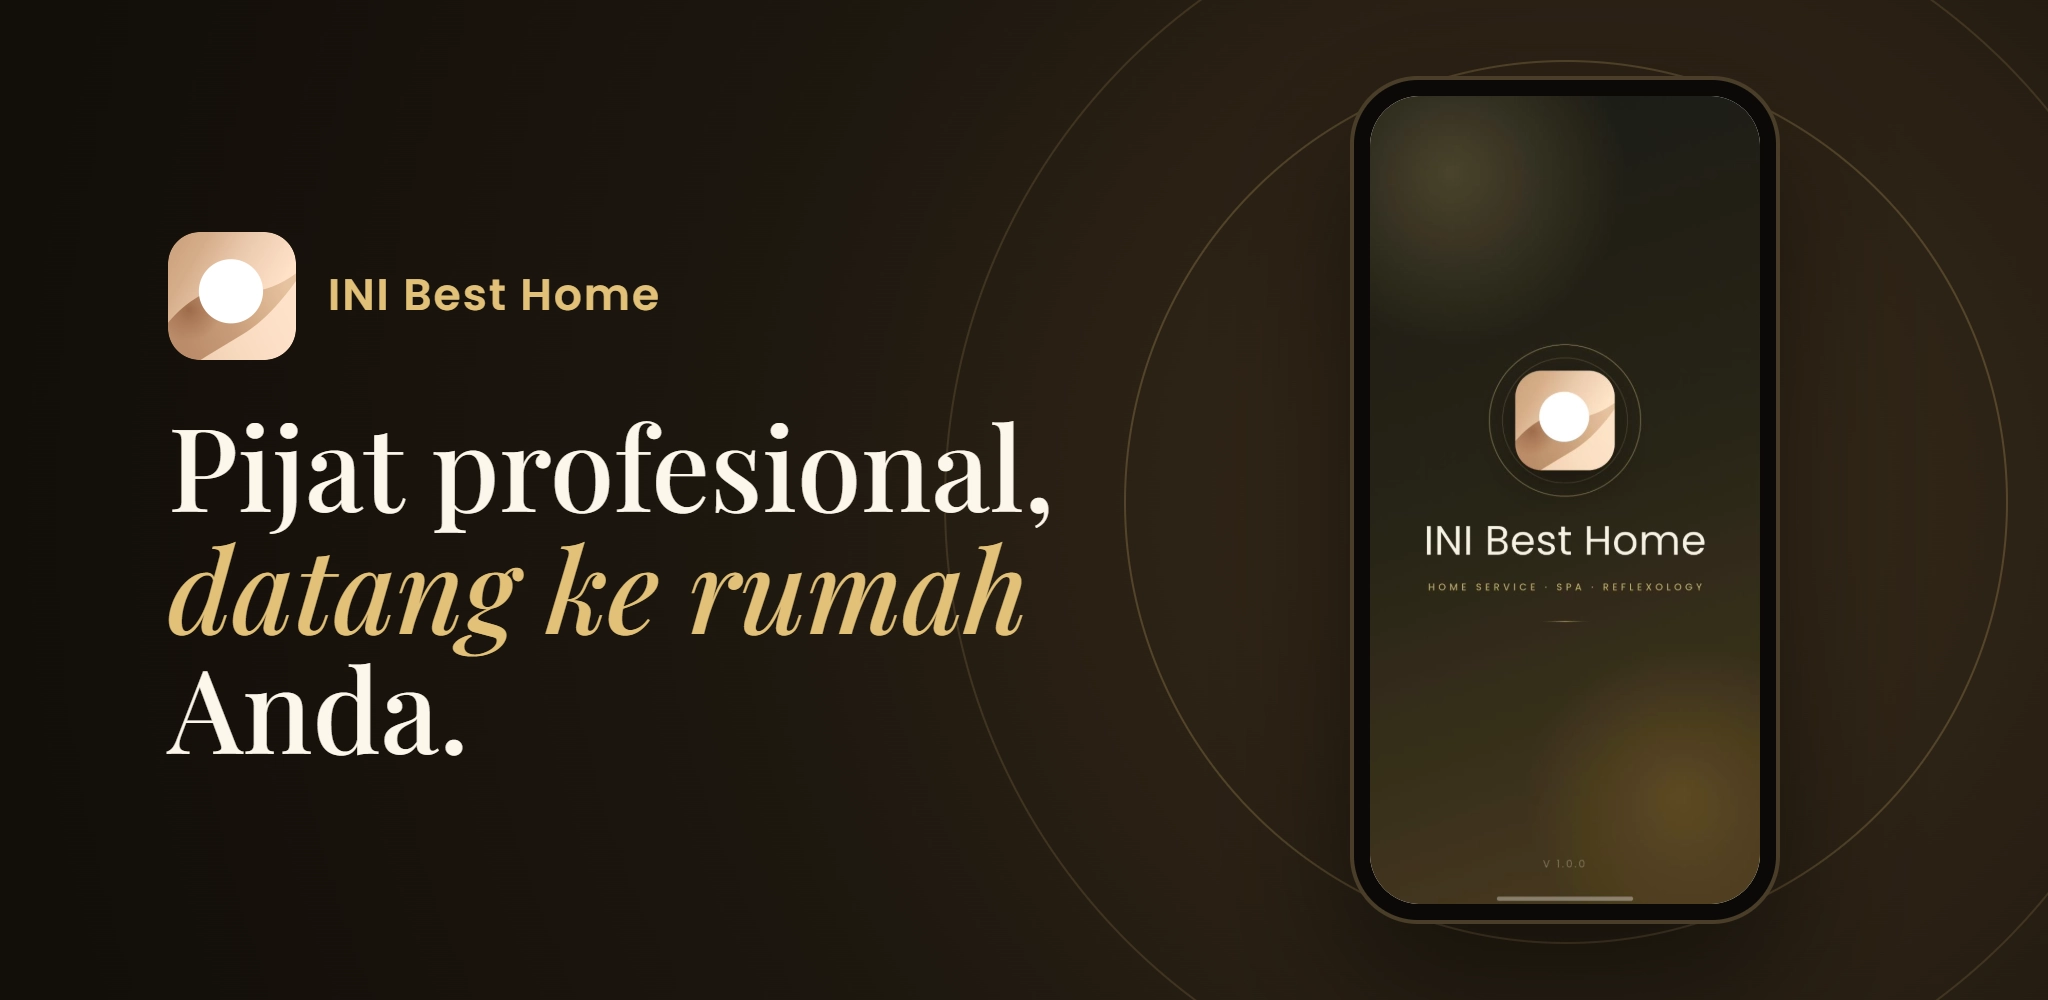 INI Best Home
Pijat profesional,
datang ke rumah
Anda.
INI Best Home
HOME SERVICE · SPA · REFLEXOLOGY
V 1.0.0